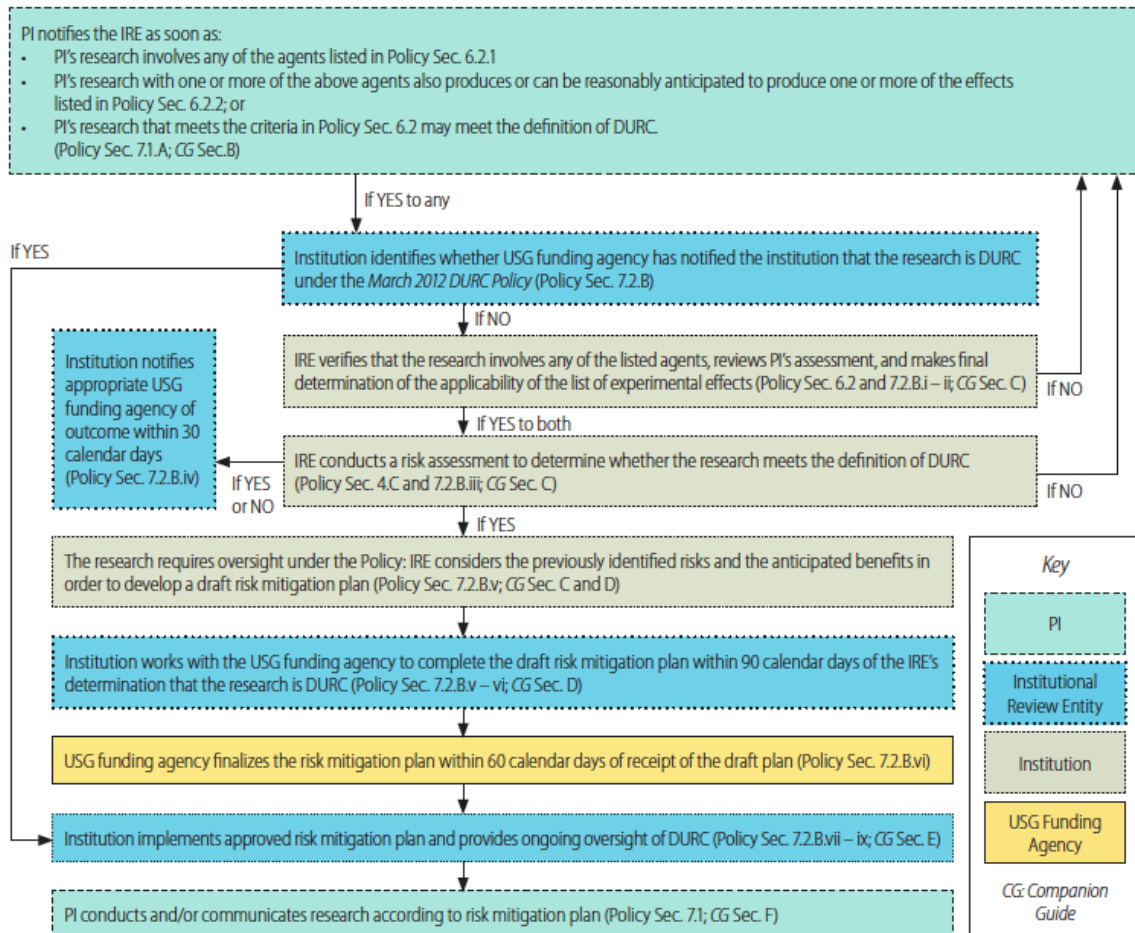 PI notifies the IRE as soon as:
• PI's research involves any of the agents listed in Policy Sec. 6.2.1
• PI's research with one or more of the above agents also produces or can be reasonably anticipated to produce one or more of the effects
listed in Policy Sec. 6.2.2; or
• PI's research that meets the criteria in Policy Sec. 6.2 may meet the definition of DURC.
(Policy Sec. 7.1.A; CG Sec.B)
If YES to any
If YES
Institution identifies whether USG funding agency has notified the institution that the research is DURC
under the March 2012 DURC Policy (Policy Sec. 7.2.B)
If NO
IRE verifies that the research involves any of the listed agents, reviews PI's assessment, and makes final
determination of the applicability of the list of experimental effects (Policy Sec. 6.2 and 7.2.B.i – ii; CG Sec. C)
If NO
If YES to both
Institution notifies
appropriate USG
funding agency of
outcome within 30
calendar days
(Policy Sec. 7.2.B.iv)
If YES
or NO
IRE conducts a risk assessment to determine whether the research meets the definition of DURC
(Policy Sec. 4.C and 7.2.B.iii; CG Sec. C)
If NO
If YES
The research requires oversight under the Policy: IRE considers the previously identified risks and the anticipated benefits in
order to develop a draft risk mitigation plan (Policy Sec. 7.2.B.v; CG Sec. C and D)
Institution works with the USG funding agency to complete the draft risk mitigation plan within 90 calendar days of the IRE's
determination that the research is DURC (Policy Sec. 7.2.B.v – vi; CG Sec. D)
USG funding agency finalizes the risk mitigation plan within 60 calendar days of receipt of the draft plan (Policy Sec. 7.2.B.vi)
Institution implements approved risk mitigation plan and provides ongoing oversight of DURC (Policy Sec. 7.2.B.vii – ix; CG Sec. E)
PI conducts and/or communicates research according to risk mitigation plan (Policy Sec. 7.1; CG Sec. F)
Key
PI
Institutional
Review Entity
Institution
USG Funding
Agency
CG: Companion
Guide